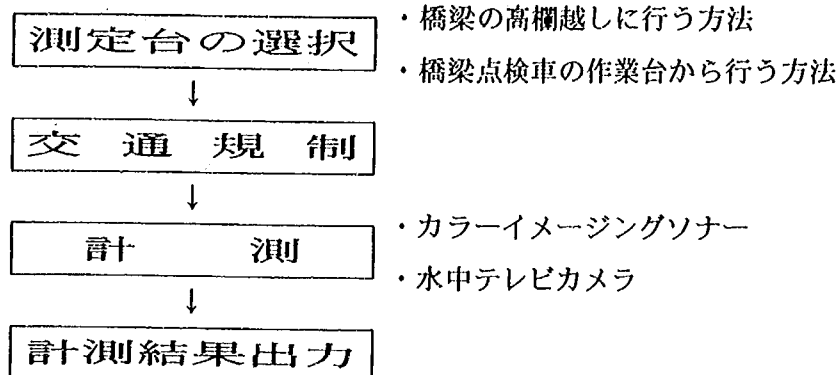 測定台の選択
・橋梁の高欄越しに行う方法
・橋梁点検車の作業台から行う方法
↓
交通規制
↓
計測
・カラーイメージングソナー
・水中テレビカメラ
↓
計測結果出力